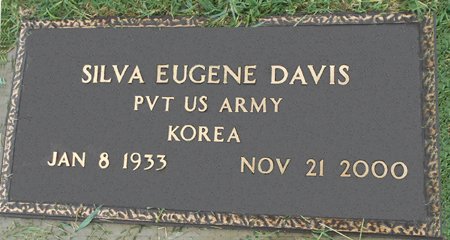 SILVA EUGENE DAVIS
PVT US ARMY
KOREA
JAN 8 1933 NOV 21 2000